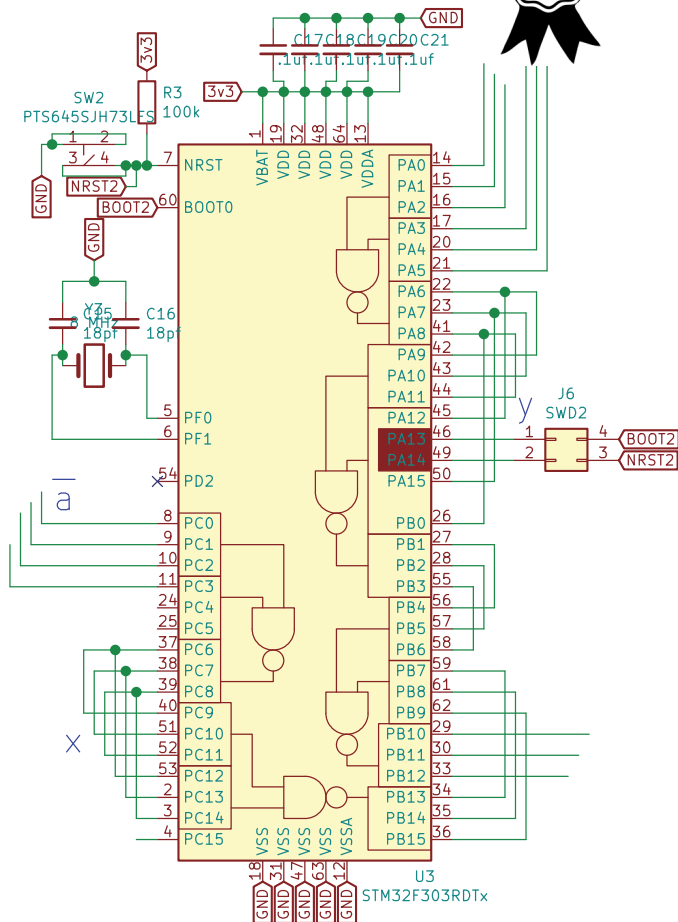 GND
C17 C18 C19 C20 C21
.1uf .1uf .1uf .1uf .1uf
3v3
3v3
R3
100k
SW2
PTS645SJH73LFS
1 2
3 4
GND
NRST2
BOOT2
GND
C15
Y3
8 MHz
18pf
C16
18pf
1 VBAT
19 VDD
32 VDD
48 VDD
64 VDD
13 VDDA
7 NRST
60 BOOT0
5 PF0
6 PF1
54 PD2
a
8 PC0
9 PC1
10 PC2
11 PC3
24 PC4
25 PC5
37 PC6
38 PC7
39 PC8
40 PC9
51 PC10
52 PC11
53 PC12
2 PC13
3 PC14
4 PC15
x
PA0 14
PA1 15
PA2 16
PA3 17
PA4 20
PA5 21
PA6 22
PA7 23
PA8 41
PA9 42
PA10 43
PA11 44
PA12 45
PA13 46
PA14 49
PA15 50
PB0 26
PB1 27
PB2 28
PB3 55
PB4 56
PB5 57
PB6 58
PB7 59
PB8 61
PB9 62
PB10 29
PB11 30
PB12 33
PB13 34
PB14 35
PB15 36
y
J6
SWD2
1 4 BOOT2
2 3 NRST2
VSS 18 GND
VSS 31 GND
VSS 47 GND
VSS 63 GND
VSSA 12 GND
U3
STM32F303RDTx